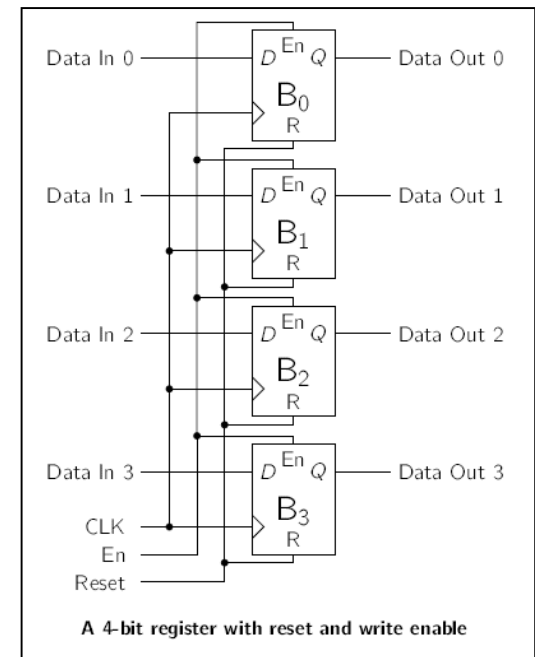 Data In 0 D En Q Data Out 0
B0
R
Data In 1 D En Q Data Out 1
B1
R
Data In 2 D En Q Data Out 2
B2
R
Data In 3 D En Q Data Out 3
B3
CLK
R
En
Reset
A 4-bit register with reset and write enable